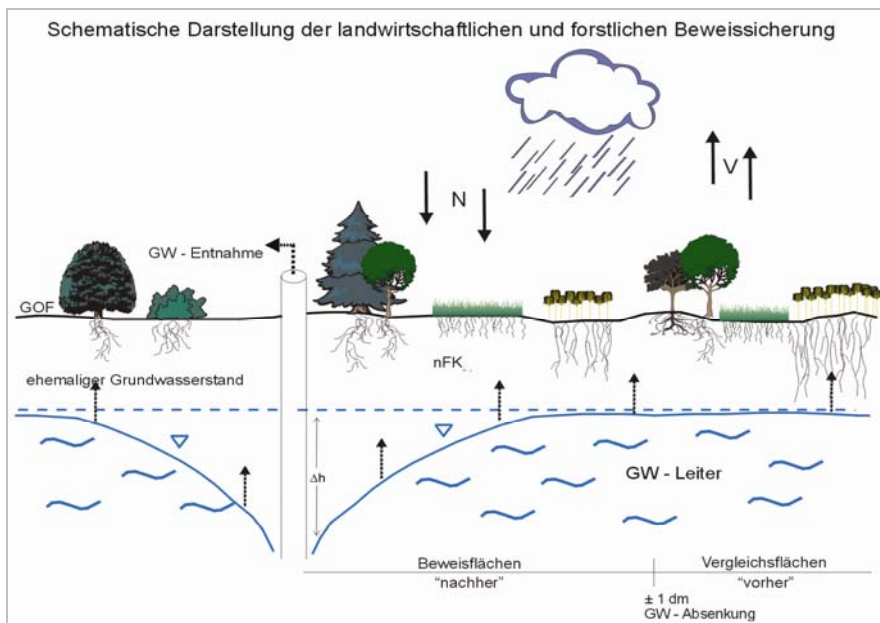 Schematische Darstellung der landwirtschaftlichen und forstlichen Beweissicherung
N
V
GW - Entnahme
GOF
nFK
ehemaliger Grundwasserstand
Δh
GW - Leiter
Beweisflächen
"nachher"
Vergleichsflächen
"vorher"
± 1 dm
GW - Absenkung